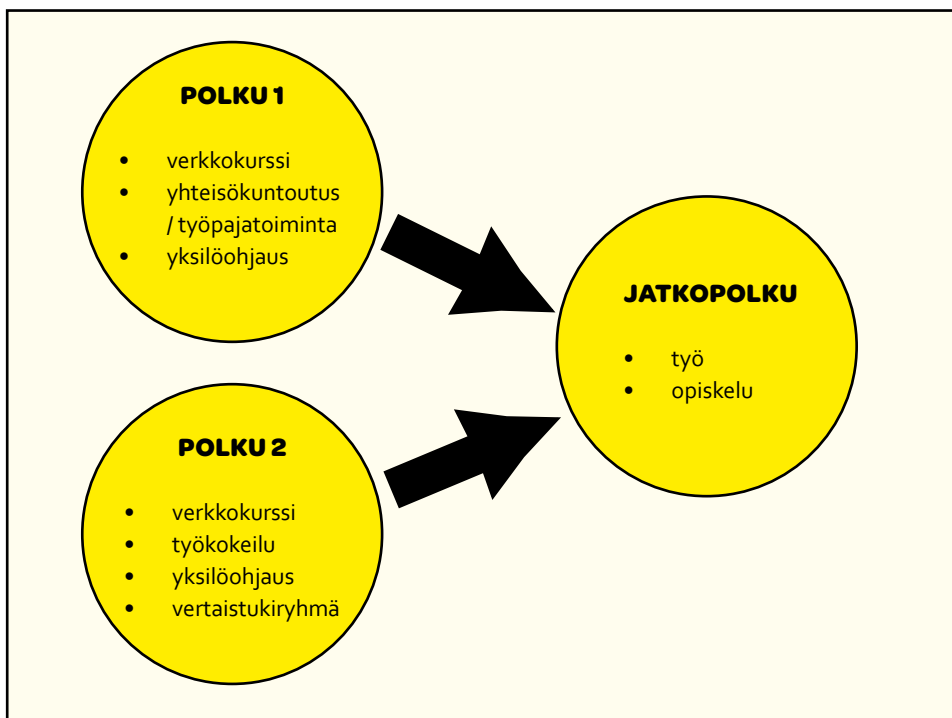 POLKU 1
• verkkokurssi
• yhteisökuntoutus
/ työpajatoiminta
• yksilöohjaus
POLKU 2
• verkkokurssi
• työkokeilu
• yksilöohjaus
• vertaistukiryhmä
JATKOPOLKU
• työ
• opiskelu